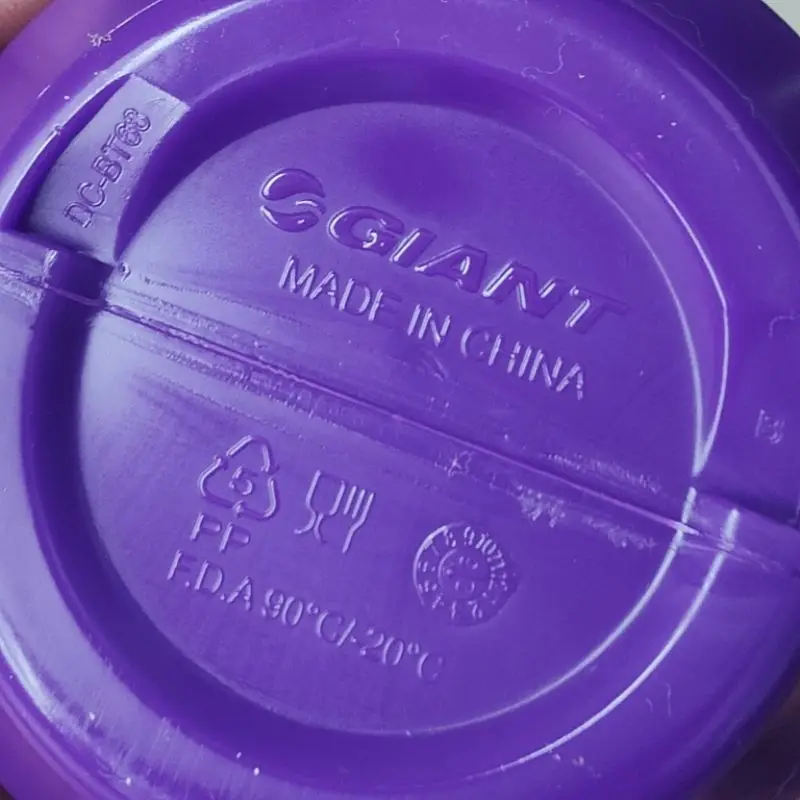 DC-BT68
GIANT
MADE IN CHINA
5
PP
F.D.A 90°C/-20°C